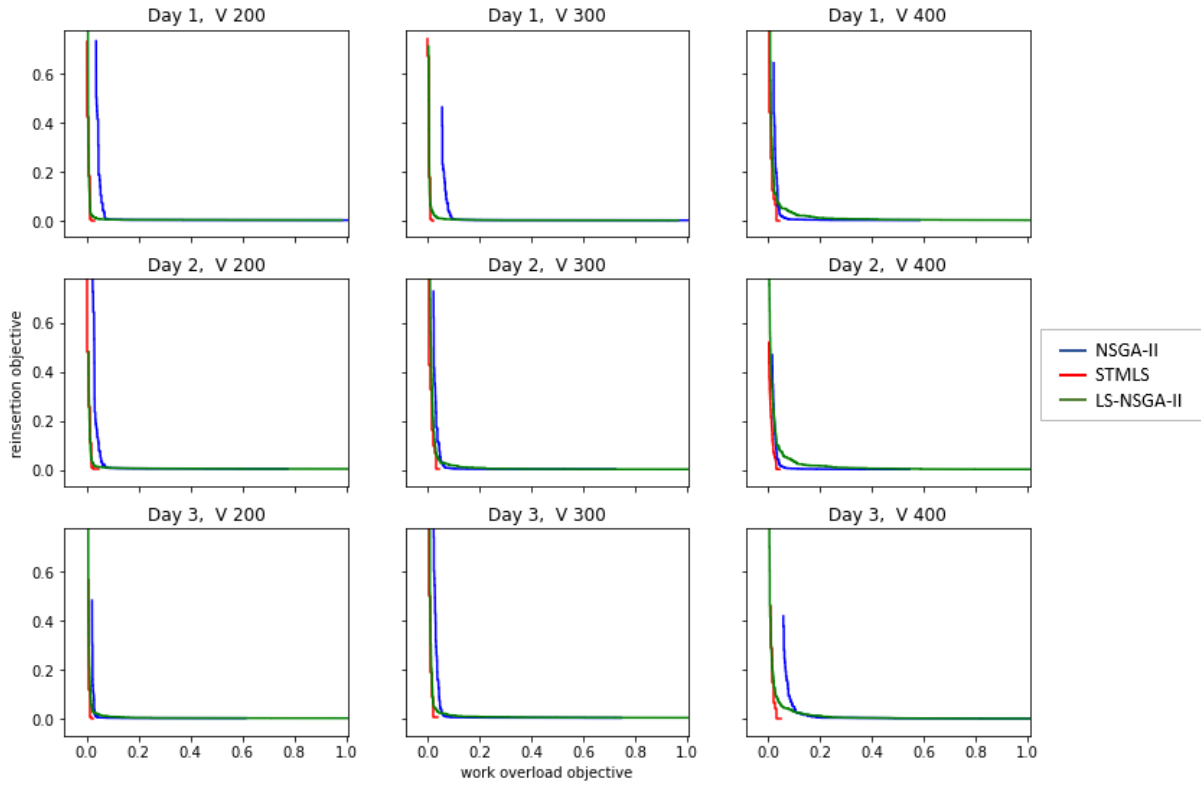 Day 1,  V 200
Day 1,  V 300
Day 1,  V 400
0.6
0.4
0.2
0.0
Day 2,  V 200
Day 2,  V 300
Day 2,  V 400
0.6
0.4
0.2
0.0
reinsertion objective
NSGA-II
STMLS
LS-NSGA-II
Day 3,  V 200
Day 3,  V 300
Day 3,  V 400
0.6
0.4
0.2
0.0
0.0 0.2 0.4 0.6 0.8 1.0
0.0 0.2 0.4 0.6 0.8 1.0
0.0 0.2 0.4 0.6 0.8 1.0
work overload objective